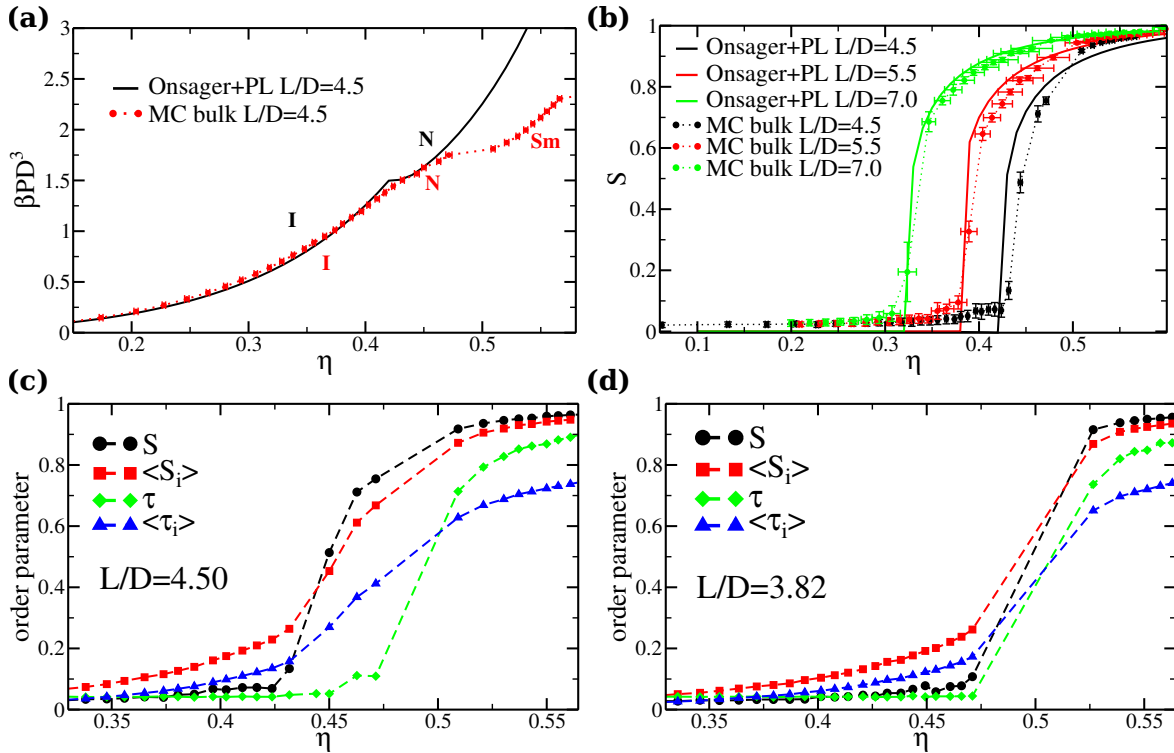 (a)
3
2.5
2
1.5
1
0.5
0
βPD³
Onsager+PL L/D=4.5
MC bulk L/D=4.5
N
Sm
N
I
I
0.2
0.3
0.4
0.5
η
(b)
1
0.8
0.6
0.4
0.2
0
S
Onsager+PL L/D=4.5
Onsager+PL L/D=5.5
Onsager+PL L/D=7.0
MC bulk L/D=4.5
MC bulk L/D=5.5
MC bulk L/D=7.0
0.1
0.2
0.3
0.4
0.5
η
(c)
1
0.8
0.6
0.4
0.2
0
order parameter
S
<Sᵢ>
τ
<τᵢ>
L/D=4.50
0.35
0.4
0.45
0.5
0.55
η
(d)
1
0.8
0.6
0.4
0.2
0
order parameter
S
<Sᵢ>
τ
<τᵢ>
L/D=3.82
0.35
0.4
0.45
0.5
0.55
η